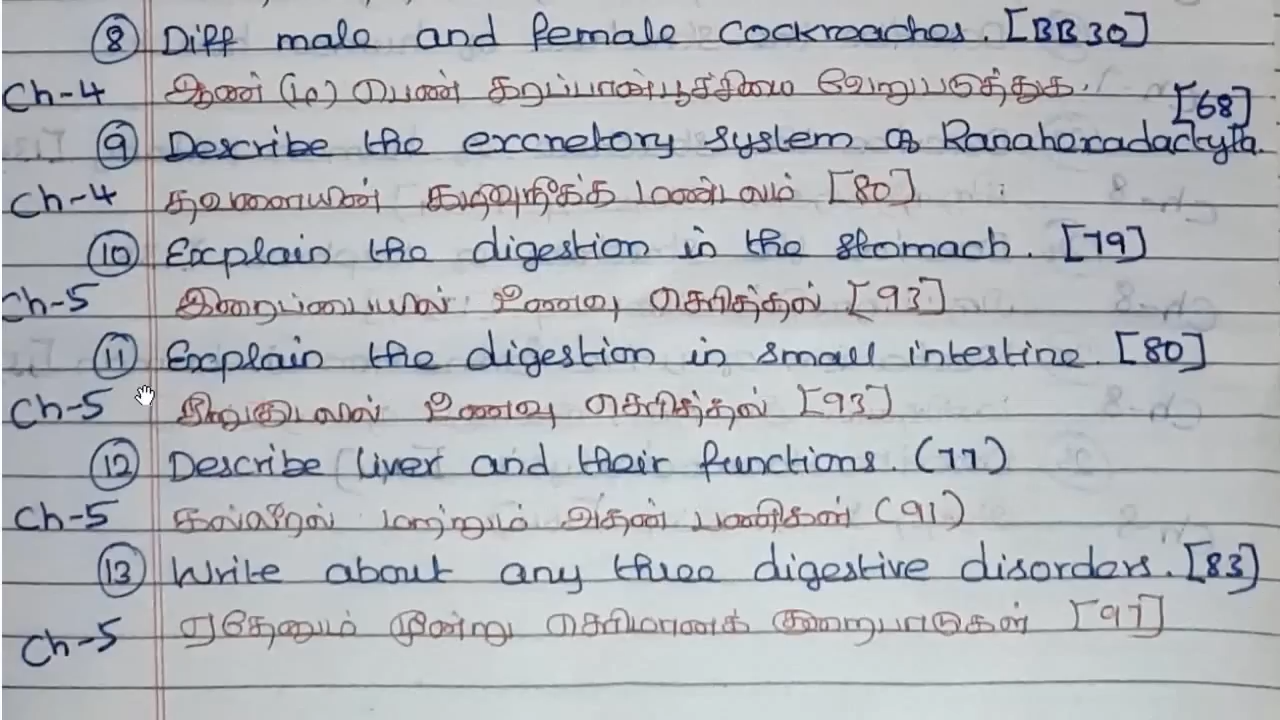 ⑧ Diff male and female cockroaches. [BB30]
Ch-4 ஆண் (ம) பெண் கரப்பான்பூச்சியை வேறுபடுத்துக.
[68]
⑨ Describe the excretory system of Ranahexadactyla.
Ch-4 தவளையின் கழிவுநீக்க மண்டலம் [80]
⑩ Explain the digestion in the stomach. [79]
Ch-5 இரைப்பையில் உணவு செரித்தல் [93]
⑪ Explain the digestion in small intestine. [80]
Ch-5 சிறுகுடலில் உணவு செரித்தல் [93]
⑫ Describe liver and their functions. (77)
Ch-5 கல்லீரல் மற்றும் அதன் பணிகள் (91)
⑬ Write about any three digestive disorders. [83]
Ch-5 ஏதேனும் மூன்று செரிமானக் குறைபாடுகள் [97]